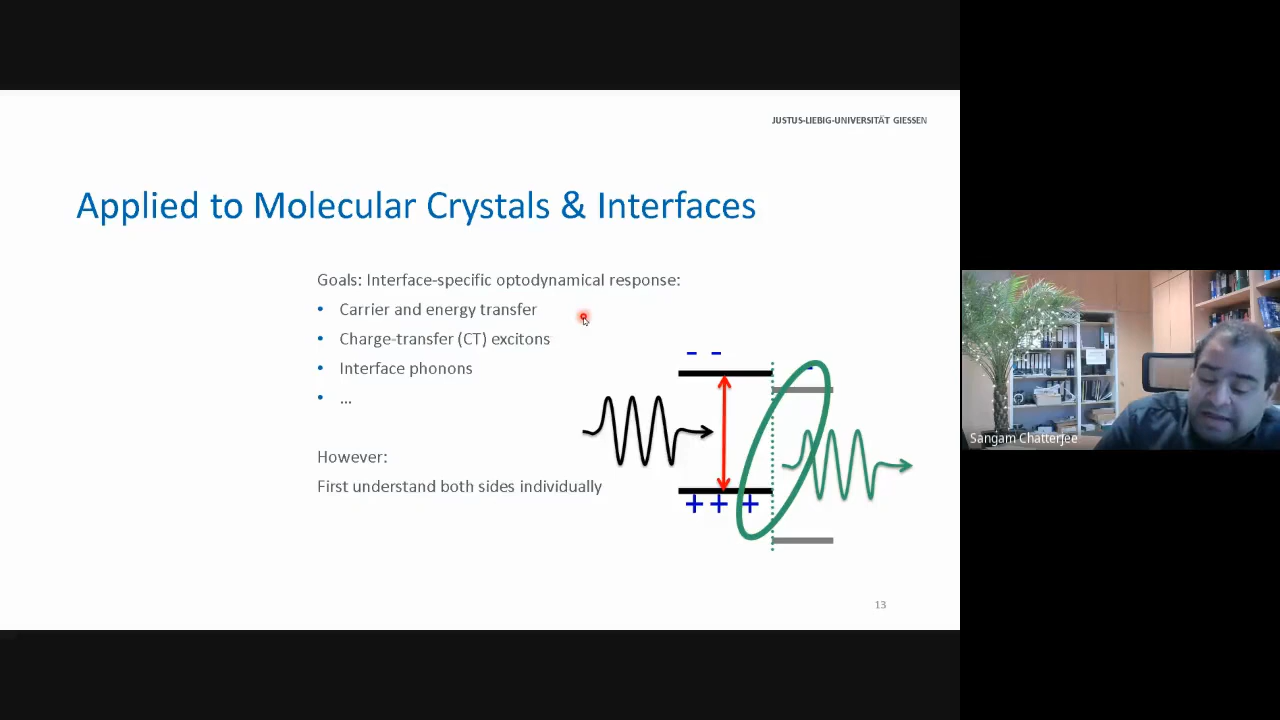 JUSTUS-LIEBIG-UNIVERSITÄT GIESSEN
Applied to Molecular Crystals & Interfaces
Goals: Interface-specific optodynamical response:
• Carrier and energy transfer
• Charge-transfer (CT) excitons
• Interface phonons
• ...
However:
First understand both sides individually
- -
-
+ + +
13
Sangam Chatterjee